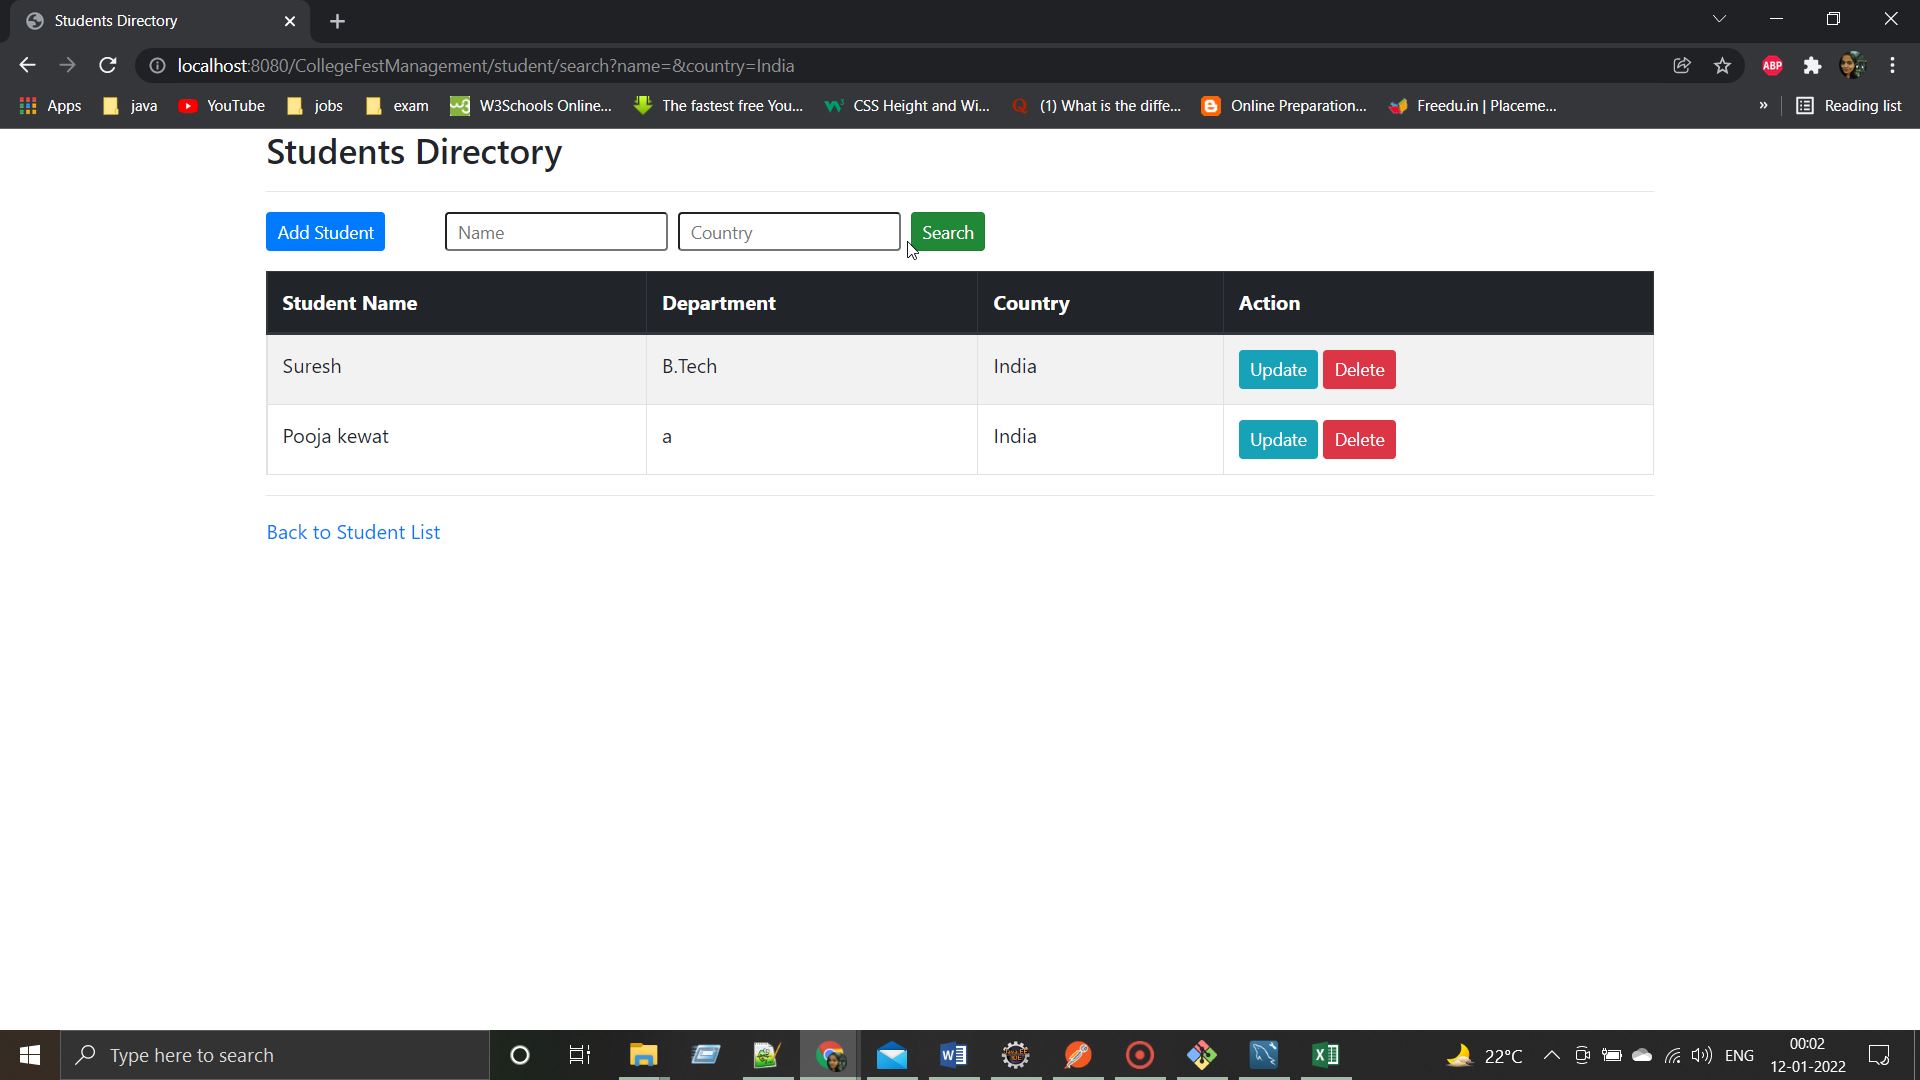 Students Directory
localhost:8080/CollegeFestManagement/student/search?name=&country=India
ABP
Apps java YouTube jobs exam W3Schools Online... The fastest free You... CSS Height and Wi... (1) What is the diffe... Online Preparation... Freedu.in | Placeme... » Reading list
Students Directory
Add Student Name Country Search
Student Name Department Country Action
Suresh B.Tech India Update Delete
Pooja kewat a India Update Delete
Back to Student List
Type here to search 22°C ENG 00:02
12-01-2022